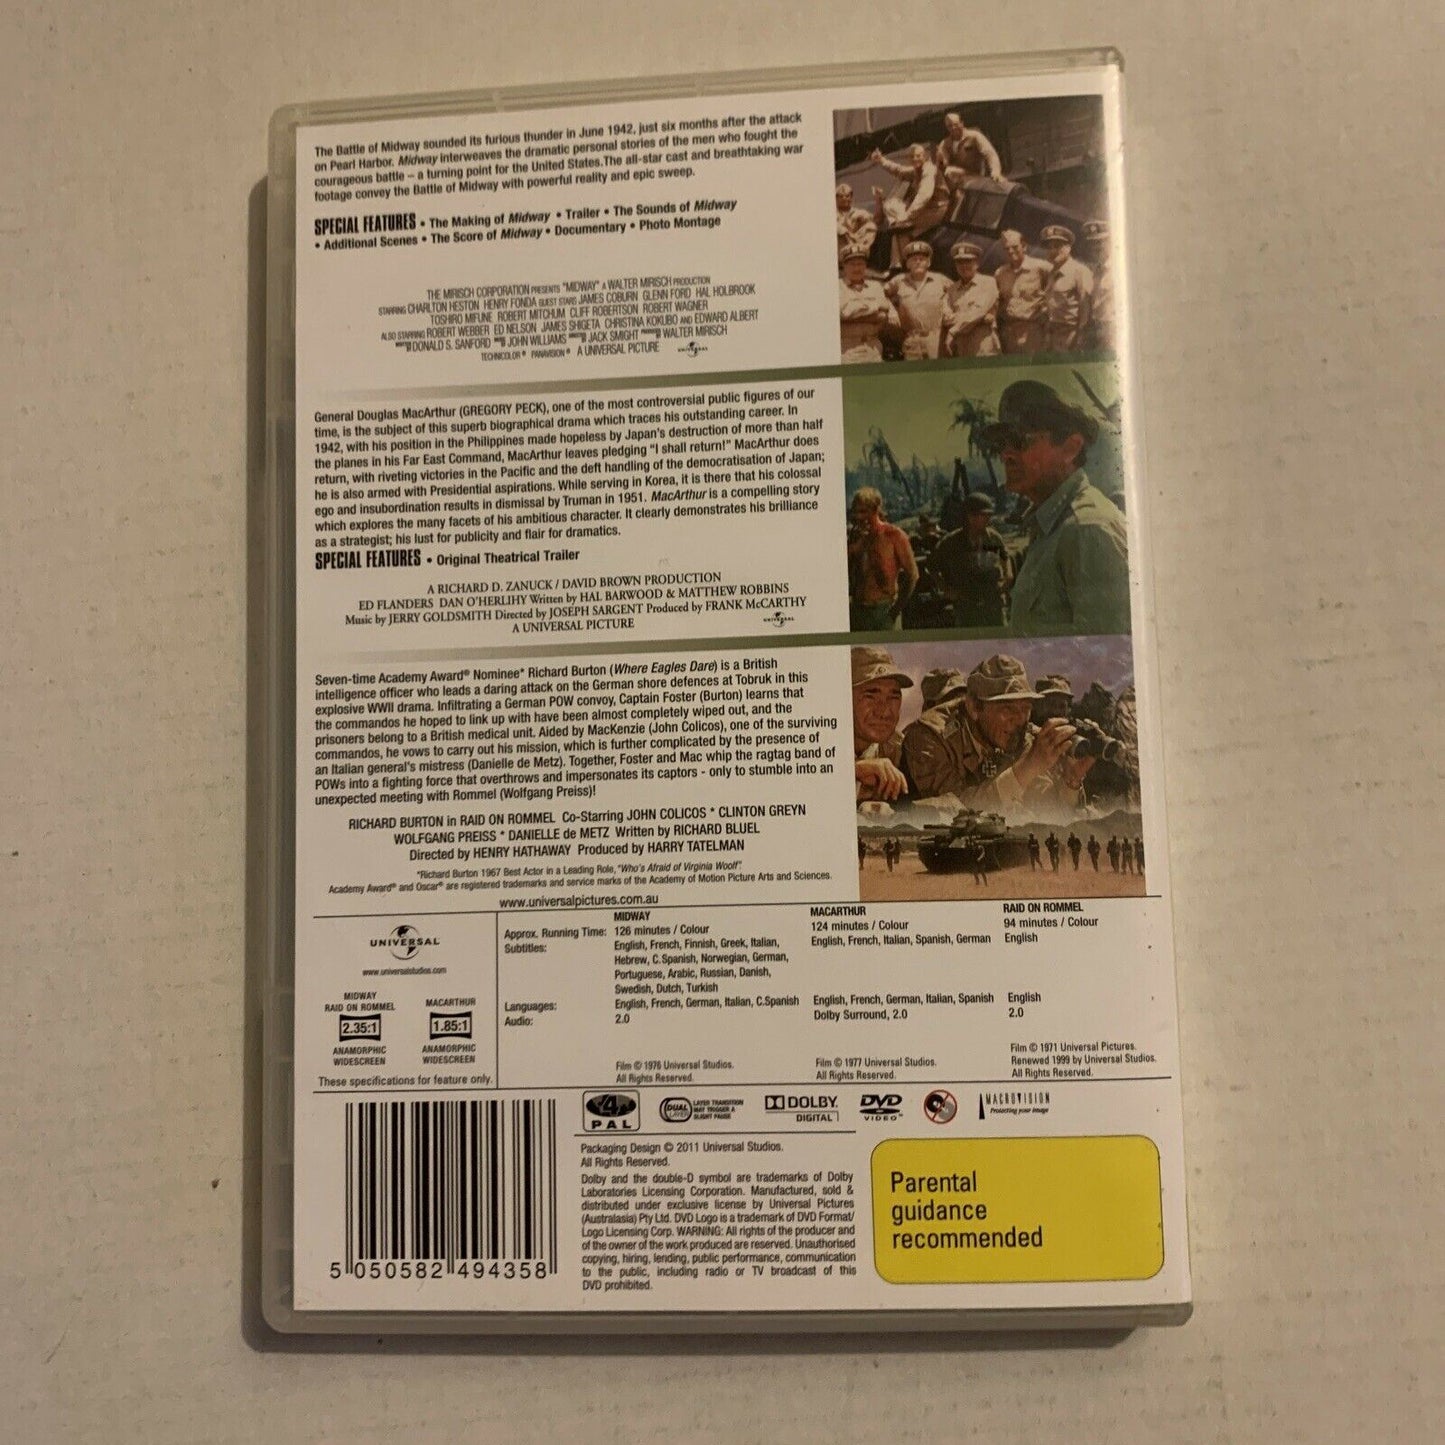 The Battle of Midway sounded its furious thunder in June 1942, just six months after the attack
on Pearl Harbor. Midway interweaves the dramatic personal stories of the men who fought the
courageous battle – a turning point for the United States.The all-star cast and breathtaking war
footage convey the Battle of Midway with powerful reality and epic sweep.
SPECIAL FEATURES • The Making of Midway • Trailer • The Sounds of Midway
• Additional Scenes • The Score of Midway • Documentary • Photo Montage
THE MIRISCH CORPORATION PRESENTS "MIDWAY" A WALTER MIRISCH PRODUCTION
STARRING CHARLTON HESTON HENRY FONDA GUEST STARS JAMES COBURN GLENN FORD HAL HOLBROOK
TOSHIRO MIFUNE ROBERT MITCHUM CLIFF ROBERTSON ROBERT WAGNER
ALSO STARRING ROBERT WEBBER ED NELSON JAMES SHIGETA CHRISTINA KOKUBO AND EDWARD ALBERT
DONALD S. SANFORD JOHN WILLIAMS JACK SMIGHT WALTER MIRISCH
TECHNICOLOR® PANAVISION® A UNIVERSAL PICTURE UNIVERSAL
General Douglas MacArthur (GREGORY PECK), one of the most controversial public figures of our
time, is the subject of this superb biographical drama which traces his outstanding career. In
1942, with his position in the Philippines made hopeless by Japan's destruction of more than half
the planes in his Far East Command, MacArthur leaves pledging "I shall return!" MacArthur does
return, with riveting victories in the Pacific and the deft handling of the democratisation of Japan;
he is also armed with Presidential aspirations. While serving in Korea, it is there that his colossal
ego and insubordination results in dismissal by Truman in 1951. MacArthur is a compelling story
which explores the many facets of his ambitious character. It clearly demonstrates his brilliance
as a strategist; his lust for publicity and flair for dramatics.
SPECIAL FEATURES • Original Theatrical Trailer
A RICHARD D. ZANUCK / DAVID BROWN PRODUCTION
ED FLANDERS DAN O'HERLIHY Written by HAL BARWOOD & MATTHEW ROBBINS
Music by JERRY GOLDSMITH Directed by JOSEPH SARGENT Produced by FRANK McCARTHY
A UNIVERSAL PICTURE UNIVERSAL
Seven-time Academy Award® Nominee* Richard Burton (Where Eagles Dare) is a British
intelligence officer who leads a daring attack on the German shore defences at Tobruk in this
explosive WWII drama. Infiltrating a German POW convoy, Captain Foster (Burton) learns that
the commandos he hoped to link up with have been almost completely wiped out, and the
prisoners belong to a British medical unit. Aided by MacKenzie (John Colicos), one of the surviving
commandos, he vows to carry out his mission, which is further complicated by the presence of
an Italian general's mistress (Danielle de Metz). Together, Foster and Mac whip the ragtag band of
POWs into a fighting force that overthrows and impersonates its captors - only to stumble into an
unexpected meeting with Rommel (Wolfgang Preiss)!
RICHARD BURTON in RAID ON ROMMEL Co-Starring JOHN COLICOS * CLINTON GREYN
WOLFGANG PREISS * DANIELLE de METZ Written by RICHARD BLUEL
Directed by HENRY HATHAWAY Produced by HARRY TATELMAN
*Richard Burton 1967 Best Actor in a Leading Role, "Who's Afraid of Virginia Woolf".
Academy Award® and Oscar® are registered trademarks and service marks of the Academy of Motion Picture Arts and Sciences.
www.universalpictures.com.au
UNIVERSAL
www.universalstudios.com
MIDWAY
RAID ON ROMMEL
2.35:1
ANAMORPHIC
WIDESCREEN
MACARTHUR
1.85:1
ANAMORPHIC
WIDESCREEN
These specifications for feature only.
MIDWAY MACARTHUR RAID ON ROMMEL
Approx. Running Time: 126 minutes / Colour 124 minutes / Colour 94 minutes / Colour
Subtitles: English, French, Finnish, Greek, Italian, English, French, Italian, Spanish, German English
Hebrew, C.Spanish, Norwegian, German,
Portuguese, Arabic, Russian, Danish,
Swedish, Dutch, Turkish
Languages: English, French, German, Italian, C.Spanish English, French, German, Italian, Spanish English
Audio: 2.0 Dolby Surround, 2.0 2.0
Film © 1976 Universal Studios.
All Rights Reserved.
Film © 1977 Universal Studios.
All Rights Reserved.
Film © 1971 Universal Pictures.
Renewed 1999 by Universal Studios.
All Rights Reserved.
5 050582 494358
4
PAL
DUAL LAYER
LAYER TRANSITION
MAY TRIGGER A
SLIGHT PAUSE
DOLBY
DIGITAL
DVD
VIDEO™
MACROVISION
Protecting your image
Packaging Design © 2011 Universal Studios.
All Rights Reserved.
Dolby and the double-D symbol are trademarks of Dolby
Laboratories Licensing Corporation. Manufactured, sold &
distributed under exclusive license by Universal Pictures
(Australasia) Pty Ltd. DVD Logo is a trademark of DVD Format/
Logo Licensing Corp. WARNING: All rights of the producer and
of the owner of the work produced are reserved. Unauthorised
copying, hiring, lending, public performance, communication
to the public, including radio or TV broadcast of this
DVD prohibited.
Parental
guidance
recommended